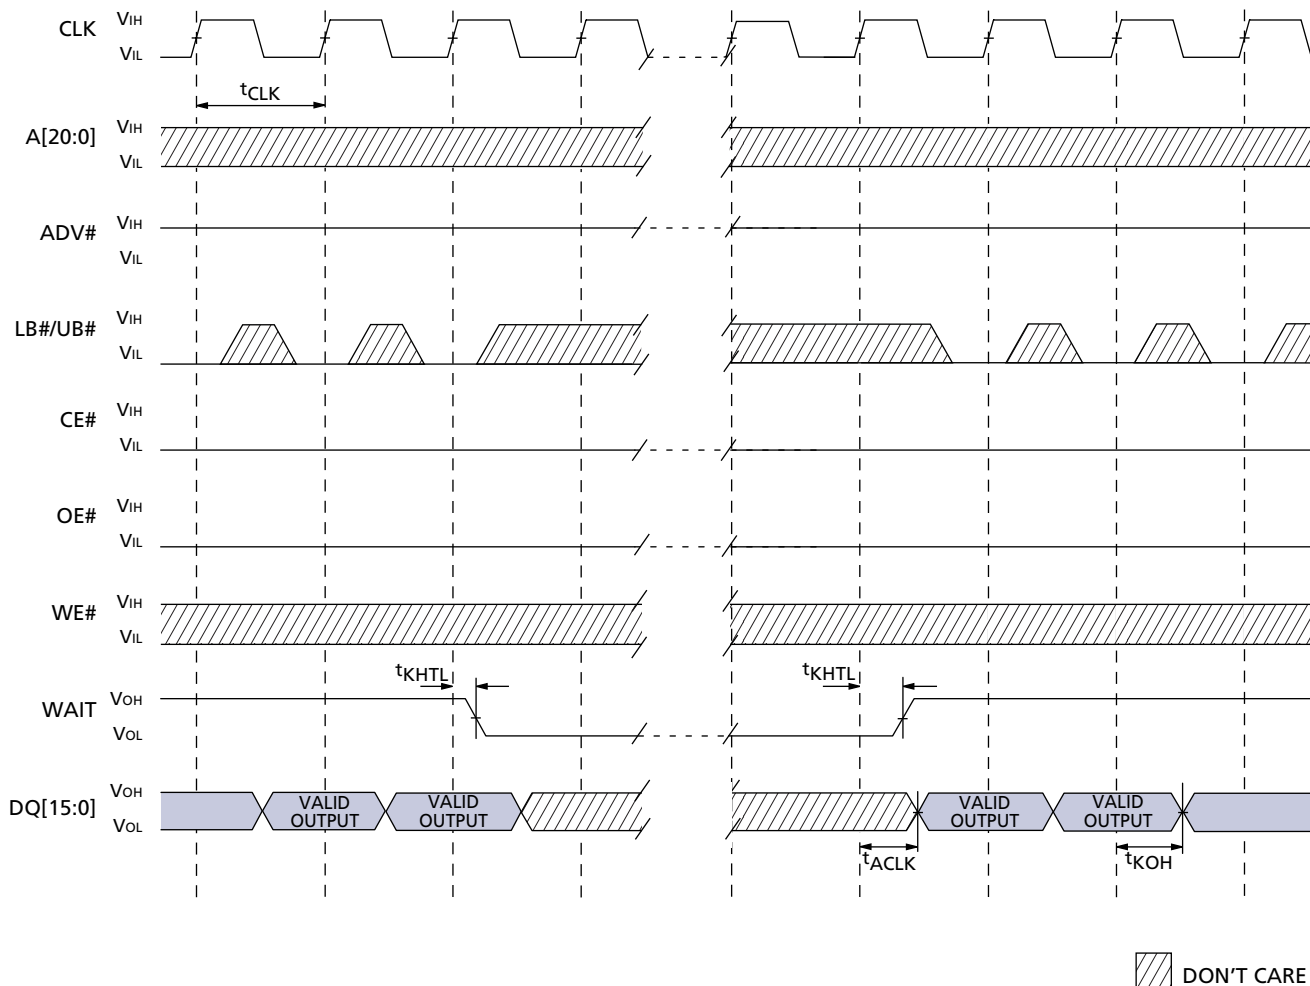 CLK VIH
VIL
tCLK
A[20:0] VIH
VIL
ADV# VIH
VIL
LB#/UB# VIH
VIL
CE# VIH
VIL
OE# VIH
VIL
WE# VIH
VIL
tKHTL tKHTL
WAIT VOH
VOL
DQ[15:0] VOH
VOL
VALID OUTPUT
VALID OUTPUT
VALID OUTPUT
VALID OUTPUT
tACLK tKOH
DON'T CARE